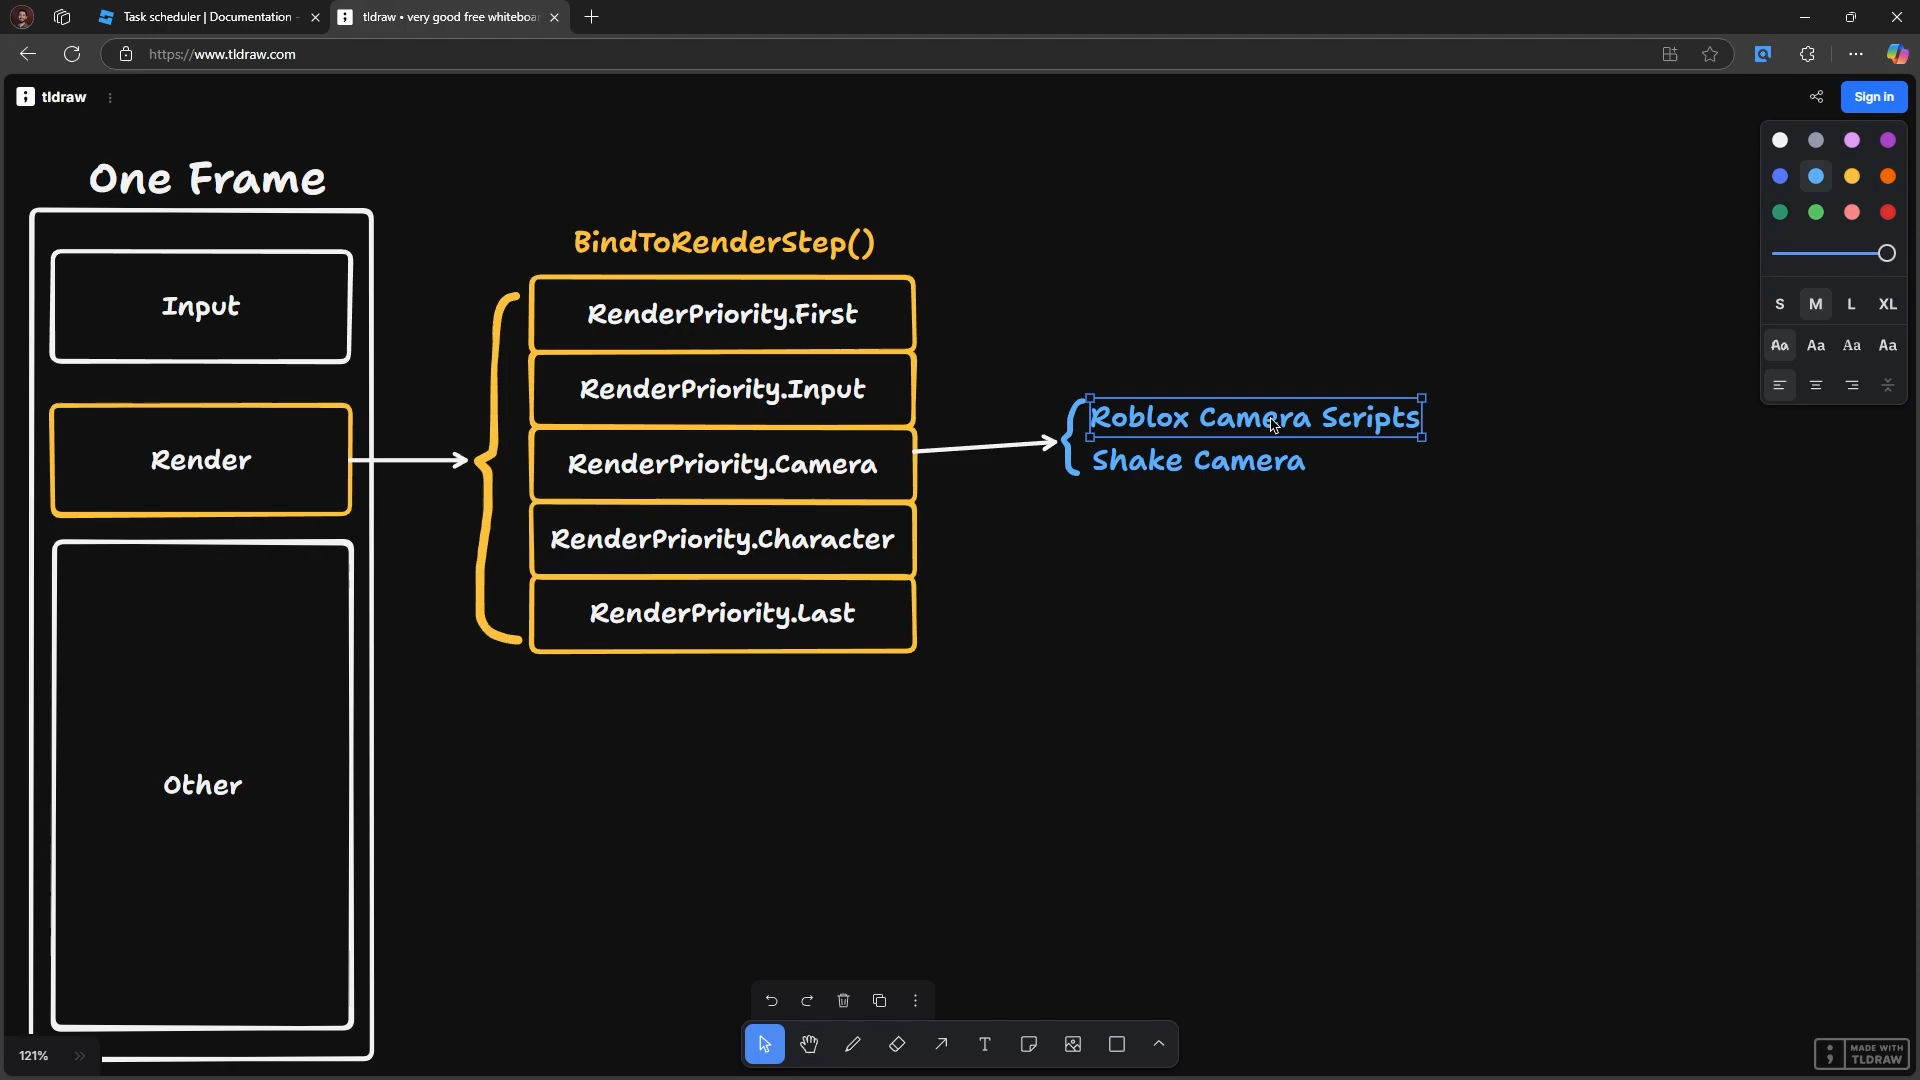 Task scheduler | Documentation -
tldraw • very good free whiteboa
https://www.tldraw.com
tldraw
Sign in
One Frame
Input
Render
Other
BindToRenderStep()
RenderPriority.First
RenderPriority.Input
RenderPriority.Camera
RenderPriority.Character
RenderPriority.Last
Roblox Camera Scripts
Shake Camera
S M L XL
Aa Aa Aa Aa
121%
MADE WITH
TLDRAW